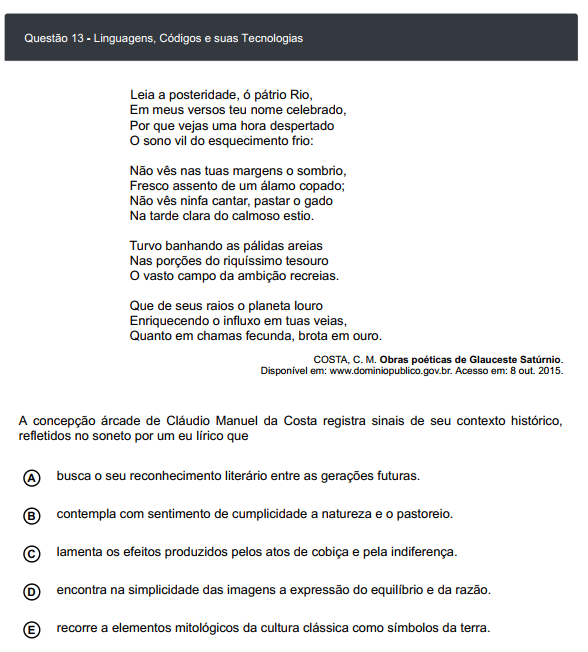 Questão 13 - Linguagens, Códigos e suas Tecnologias
Leia a posteridade, ó pátrio Rio,
Em meus versos teu nome celebrado,
Por que vejas uma hora despertado
O sono vil do esquecimento frio:
Não vês nas tuas margens o sombrio,
Fresco assento de um álamo copado;
Não vês ninfa cantar, pastar o gado
Na tarde clara do calmoso estio.
Turvo banhando as pálidas areias
Nas porções do riquíssimo tesouro
O vasto campo da ambição recreias.
Que de seus raios o planeta louro
Enriquecendo o influxo em tuas veias,
Quanto em chamas fecunda, brota em ouro.
COSTA, C. M. Obras poéticas de Glauceste Satúrnio.
Disponível em: www.dominiopublico.gov.br. Acesso em: 8 out. 2015.
A concepção árcade de Cláudio Manuel da Costa registra sinais de seu contexto histórico,
refletidos no soneto por um eu lírico que
A busca o seu reconhecimento literário entre as gerações futuras.
B contempla com sentimento de cumplicidade a natureza e o pastoreio.
C lamenta os efeitos produzidos pelos atos de cobiça e pela indiferença.
D encontra na simplicidade das imagens a expressão do equilíbrio e da razão.
E recorre a elementos mitológicos da cultura clássica como símbolos da terra.